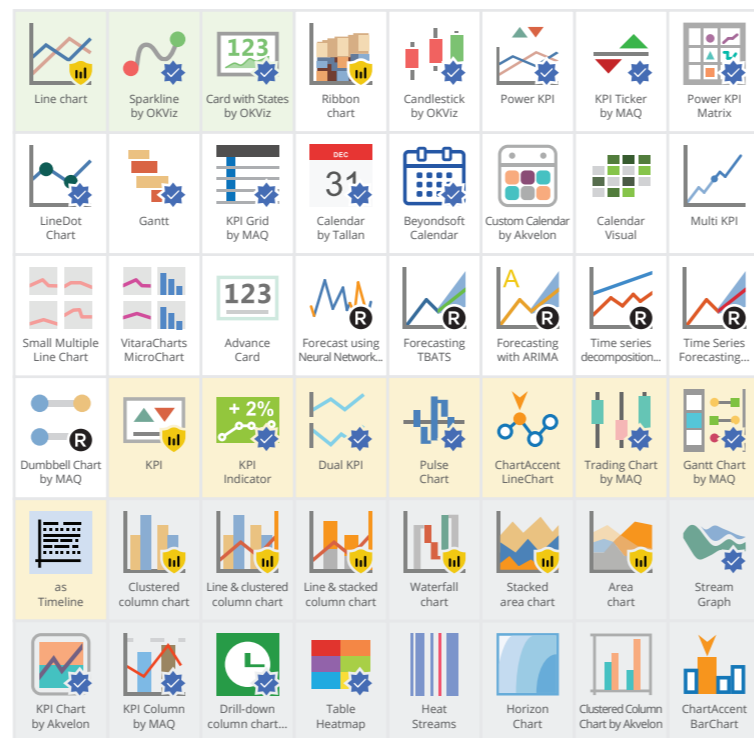 123
Line chart
Sparkline
by OKViz
Card with States
by OKViz
Ribbon
chart
Candlestick
by OKViz
Power KPI
KPI Ticker
by MAQ
Power KPI
Matrix
DEC
31
LineDot
Chart
Gantt
KPI Grid
by MAQ
Calendar
by Tallan
Beyondsoft
Calendar
Custom Calendar
by Akvelon
Calendar
Visual
Multi KPI
123
R
R
A
R
R
R
Small Multiple
Line Chart
VitaraCharts
MicroChart
Advance
Card
Forecast using
Neural Network...
Forecasting
TBATS
Forecasting
with ARIMA
Time series
decomposition...
Time Series
Forecasting...
R
+ 2%
Dumbbell Chart
by MAQ
KPI
KPI
Indicator
Dual KPI
Pulse
Chart
ChartAccent
LineChart
Trading Chart
by MAQ
Gantt Chart
by MAQ
as
Timeline
Clustered
column chart
Line & clustered
column chart
Line & stacked
column chart
Waterfall
chart
Stacked
area chart
Area
chart
Stream
Graph
KPI Chart
by Akvelon
KPI Column
by MAQ
Drill-down
column chart...
Table
Heatmap
Heat
Streams
Horizon
Chart
Clustered Column
Chart by Akvelon
ChartAccent
BarChart